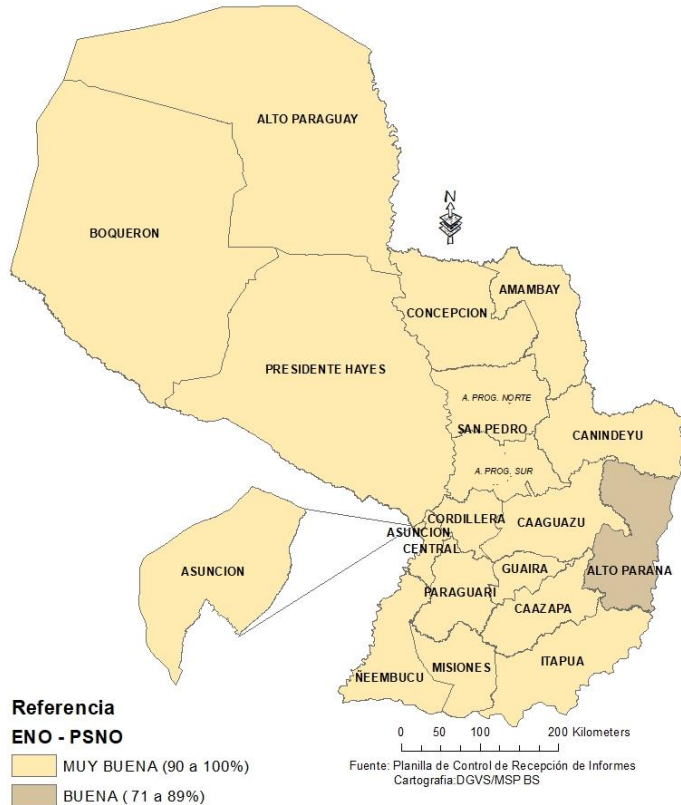 ALTO PARAGUAY
BOQUERON
N
AMAMBAY
CONCEPCION
PRESIDENTE HAYES
A. PROG. NORTE
SAN PEDRO
CANINDEYU
A. PROG. SUR
CORDILLERA
CAAGUAZU
ASUNCION
CENTRAL
ASUNCION
GUAIRA
ALTO PARANA
PARAGUARI
CAAZAPA
ITAPUA
MISIONES
ÑEEMBUCU
Referencia
ENO - PSNO
MUY BUENA (90 a 100%)
BUENA ( 71 a 89%)
0 50 100 200 Kilometers
Fuente: Planilla de Control de Recepción de Informes
Cartografia:DGVS/MSP BS